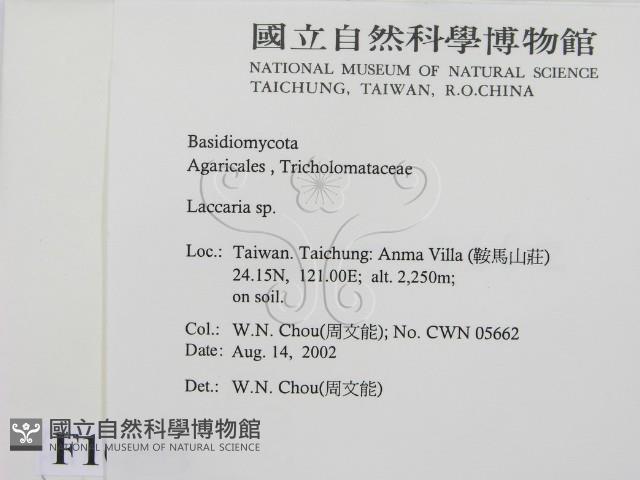 國立自然科學博物館
NATIONAL MUSEUM OF NATURAL SCIENCE
TAICHUNG, TAIWAN, R.O.CHINA
Basidiomycota
Agaricales , Tricholomataceae
Laccaria sp.
Loc.: Taiwan. Taichung: Anma Villa (鞍馬山莊)
24.15N, 121.00E; alt. 2,250m;
on soil.
Col.: W.N. Chou(周文能); No. CWN 05662
Date: Aug. 14, 2002
Det.: W.N. Chou(周文能)
國立自然科學博物館
NATIONAL MUSEUM OF NATURAL SCIENCE